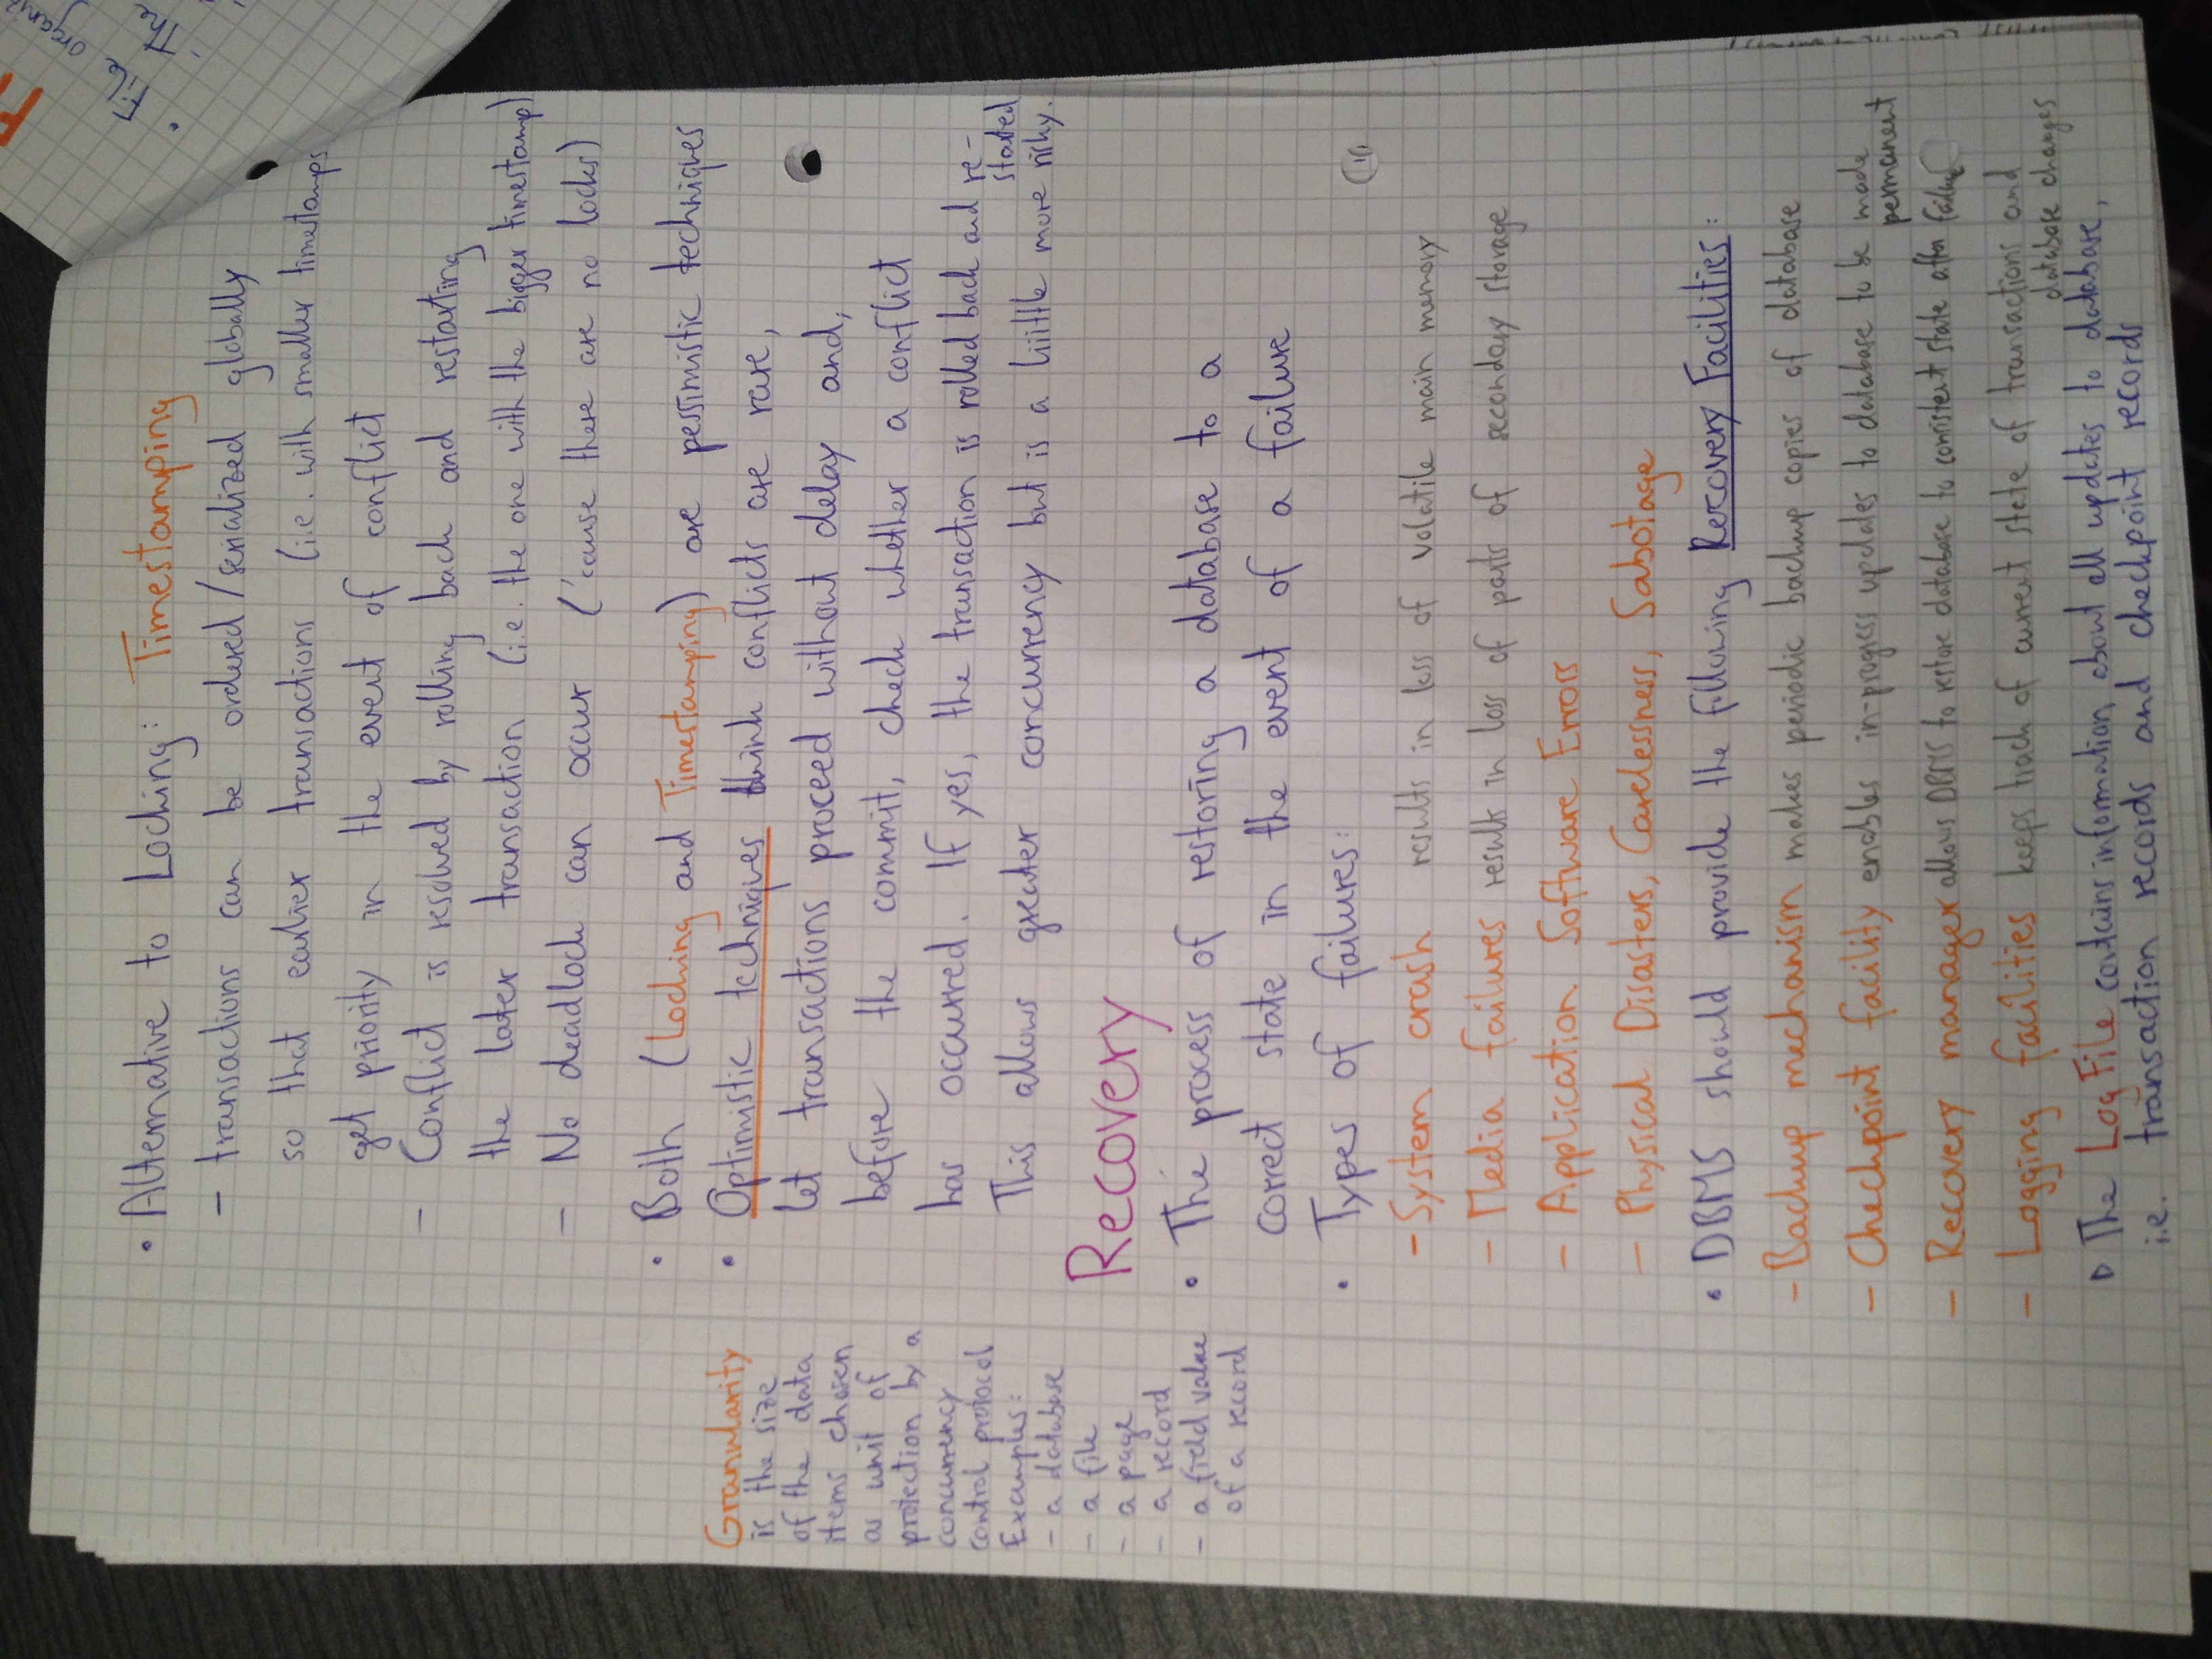 • Alternative to Locking: Timestamping
- transactions can be ordered/serialized globally
so that earlier transactions (i.e. with smaller timestamps
get priority in the event of conflict
- Conflict is resolved by rolling back and restarting
the later transaction (i.e. the one with the bigger timestamp)
- No deadlock can occur ('cause there are no locks)
• Both (Locking and Timestamping) are pessimistic techniques
• Optimistic techniques think conflicts are rare,
let transactions proceed without delay and,
before the commit, check whether a conflict
has occurred. If yes, the transaction is rolled back and re-
started
This allows greater concurrency but is a liiittle more risky.
Granularity
is the size
of the data
items chosen
as unit of
protection by a
concurrency
control protocol
Examples:
- a database
- a file
- a page
- a record
- a field value
of a record
Recovery
• The process of restoring a database to a
correct state in the event of a failure
• Types of failures:
- System crash results in loss of volatile main memory
- Media failures results in loss of parts of secondary storage
- Application Software Errors
- Physical Disasters, Carelessness, Sabotage
• DBMS should provide the following Recovery Facilities:
- Backup mechanism makes periodic backup copies of database
- Checkpoint facility enables in-progress updates to database to be made
permanent
- Recovery manager allows DBMS to restore database to consistent state after failure
- Logging facilities keeps track of current state of transactions and
database changes
▷ The Log File contains information about all updates to database,
i.e. transaction records and checkpoint records
• File
- The